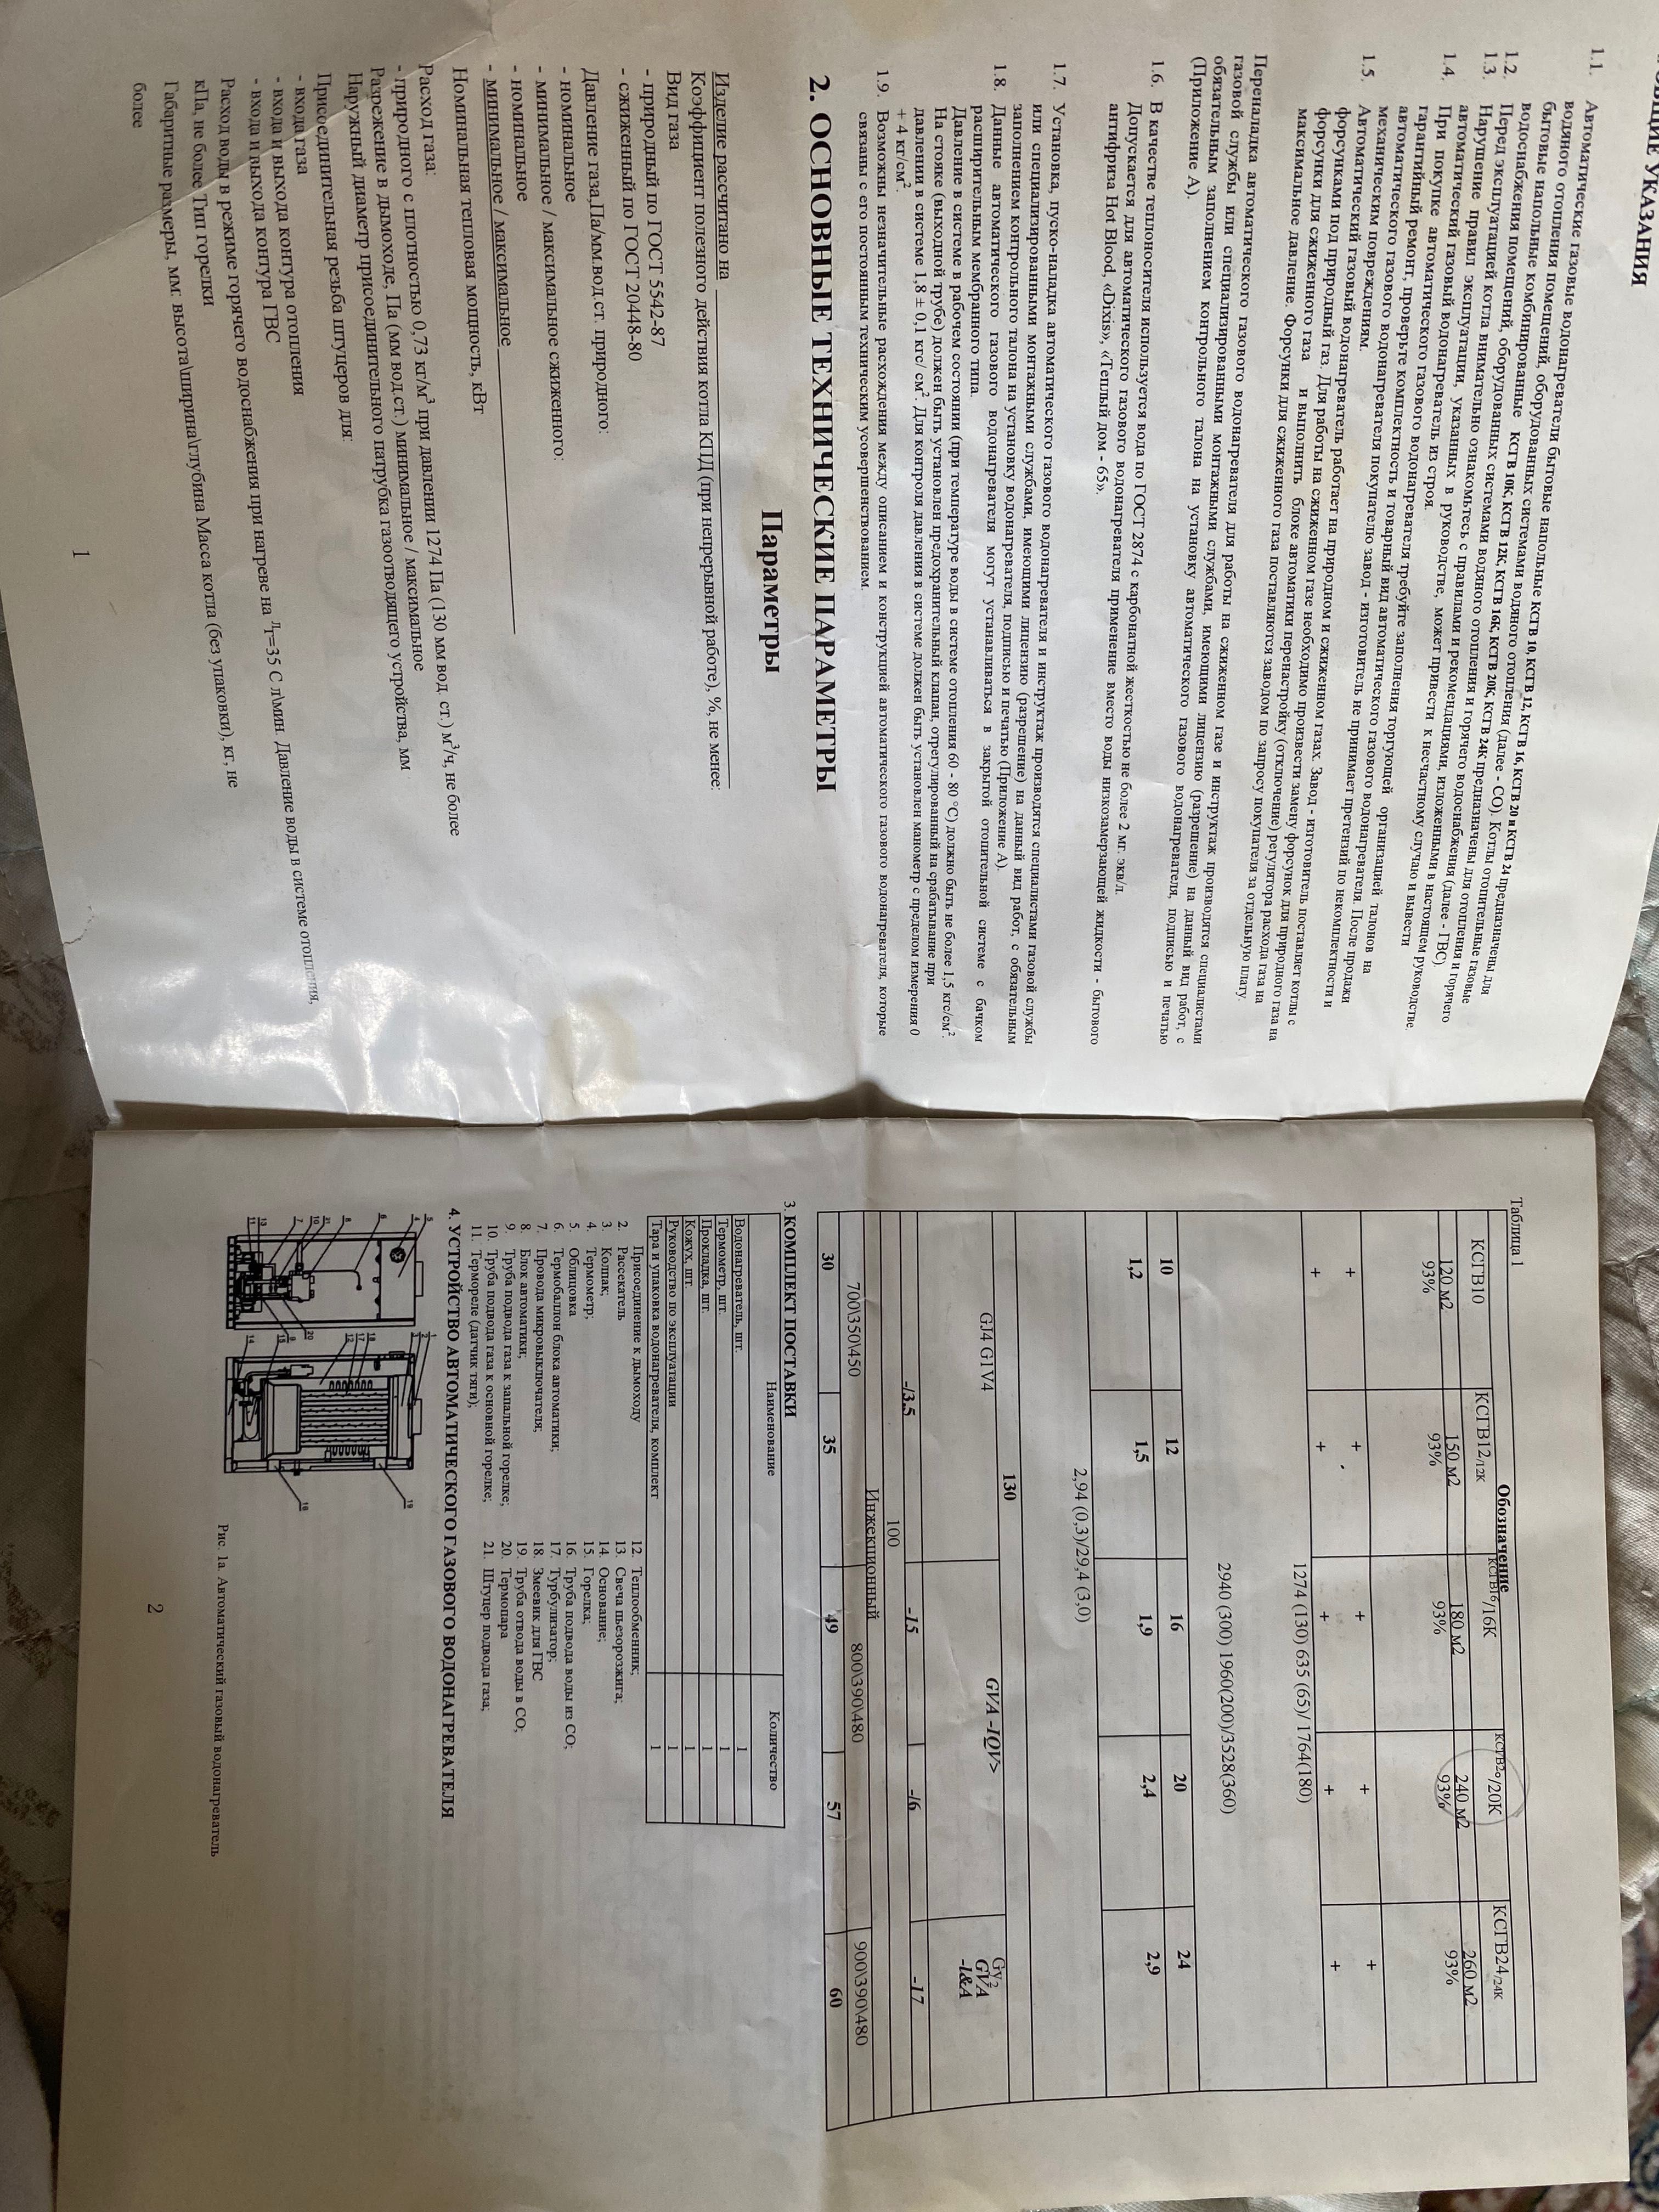 ОБЩИЕ УКАЗАНИЯ
1.1. Автоматические газовые водонагреватели бытовые напольные КСГВ 10, КСГВ 12, КСГВ 16, КСГВ 20 и КСГВ 24 предназначены для
водяного отопления помещений, оборудованных системами водяного отопления (далее - СО). Котлы отопительные газовые
бытовые напольные комбинированные КСГВ 10К, КСГВ 12К, КСГВ 16К, КСГВ 20К, КСГВ 24К предназначены для отопления и горячего
водоснабжения помещений, оборудованных системами водяного отопления и горячего водоснабжения (далее - ГВС)
1.2. Перед эксплуатацией котла внимательно ознакомьтесь с правилами и рекомендациями, изложенными в настоящем руководстве.
1.3 Нарушение правил эксплуатации, указанных в руководстве, может привести к несчастному случаю и вывести
автоматический газовый водонагреватель из строя.
1.4. При покупке автоматического газового водонагревателя требуйте заполнения торгующей организацией талонов на
гарантийный ремонт, проверьте комплектность и товарный вид автоматического газового водонагревателя. После продажи
автоматического газового водонагревателя покупателю завод - изготовитель не принимает претензий по некомплектности и
механическим повреждениям.
1.5. Автоматический газовый водонагреватель работает на природном и сжиженном газах. Завод - изготовитель поставляет котлы с
форсунками под природный газ. Для работы на сжиженном газе необходимо произвести замену форсунок для природного газа на
форсунки для сжиженного газа и выполнить блоке автоматики перенастройку (отключение) регулятора расхода газа на
максимальное давление. Форсунки для сжиженного газа поставляются заводом по запросу покупателя за отдельную плату.
Переналадка автоматического газового водонагревателя для работы на сжиженном газе и инструктаж производятся специалистами
газовой службы или специализированными монтажными службами, имеющими лицензию (разрешение) на данный вид работ, с
обязательным заполнением контрольного талона на установку автоматического газового водонагревателя, подписью и печатью
(Приложение А).
1.6. В качестве теплоносителя используется вода по ГОСТ 2874 с карбонатной жесткостью не более 2 мг. экв/л.
Допускается для автоматического газового водонагревателя применение вместо воды низкозамерзающей жидкости - бытового
антифриза Hot Blood, «Dixis», «Теплый дом - 65».
1.7. Установка, пуско-наладка автоматического газового водонагревателя и инструктаж производятся специалистами газовой службы
или специализированными монтажными службами, имеющими лицензию (разрешение) на данный вид работ, с обязательным
заполнением контрольного талона на установку водонагревателя, подписью и печатью (Приложение А).
1.8. Данные автоматического газового водонагревателя могут устанавливаться в закрытой отопительной системе с бачком
расширительным мембранного типа.
Давление в системе в рабочем состоянии (при температуре воды в системе отопления 60 - 80 °С) должно быть не более 1,5 кгс/см².
На стояке (выходной трубе) должен быть установлен предохранительный клапан, отрегулированный на срабатывание при
давлении в системе 1,8 ± 0,1 кгс/ см². Для контроля давления в системе должен быть установлен манометр с пределом измерения 0
+ 4 кг/см².
1.9. Возможны незначительные расхождения между описанием и конструкцией автоматического газового водонагревателя, которые
связаны с его постоянным техническим усовершенствованием.
2. ОСНОВНЫЕ ТЕХНИЧЕСКИЕ ПАРАМЕТРЫ
Параметры
Изделие рассчитано на
Коэффициент полезного действия котла КПД (при непрерывной работе), %, не менее:
Вид газа
- природный по ГОСТ 5542-87
- сжиженный по ГОСТ 20448-80
Давление газа,Па/мм.вод.ст. природного:
- номинальное
- минимальное / максимальное сжиженного:
- номинальное
- минимальное / максимальное
Номинальная тепловая мощность, кВт
Расход газа:
- природного с плотностью 0,73 кг/м³ при давлении 1274 Па (130 мм вод. ст.) м³/ч, не более
Разрежение в дымоходе, Па (мм вод.ст.) минимальное / максимальное
Наружный диаметр присоединительного патрубка газоотводящего устройства, мм
Присоединительная резьба штуцеров для:
- входа газа
- входа и выхода контура отопления
- входа и выхода контура ГВС
Расход воды в режиме горячего водоснабжения при нагреве на Дт=35 С л\мин. Давление воды в системе отопления,
кПа, не более Тип горелки
Габаритные размеры, мм: высота\ширина\глубина Масса котла (без упаковки), кг, не
более
1
Таблица 1
Обозначение
КСГВ10 КСГВ12/12К КСГВ16/16К КСГВ20/20К КСГВ24/24К
120 м2 150 м2 180 м2 240 м2 260 м2
93% 93% 93% 93% 93%
+ + + + +
+ + + + +
1274 (130) 635 (65)/ 1764(180)
2940 (300) 1960(200)/3528(360)
10 12 16 20 24
1,2 1,5 1,9 2,4 2,9
2,94 (0,3)/29,4 (3,0)
130
GJ4 G1V4 GVA -IQV> Gy2 GVA -l&A
-/3.5 -15 -/6 -17
100
Инжекционный
700\350\450 800\390\480 900\390\480
30 35 49 57 60
3. КОМПЛЕКТ ПОСТАВКИ
Наименование Количество
Водонагреватель, шт. 1
Термометр, шт. 1
Прокладка, шт. 1
Кожух, шт. 1
Руководство по эксплуатации 1
Тара и упаковка водонагревателя, комплект 1
Присоединение к дымоходу
2. Рассекатель
3 Колпак;
4. Термометр;
5. Облицовка
6. Термобаллон блока автоматики;
7. Провода микровыключателя;
8. Блок автоматики;
9. Труба подвода газа к запальной горелке;
10. Труба подвода газа к основной горелке;
11. Термореле (датчик тяги);
12. Теплообменник;
13. Свеча пьезорозжига;
14. Основание;
15. Горелка;
16. Труба подвода воды из СО;
17. Турбулизатор;
18. Змеевик для ГВС
19. Труба отвода воды в СО;
20. Термопара
21. Штуцер подвода газа;
4. УСТРОЙСТВО АВТОМАТИЧЕСКОГО ГАЗОВОГО ВОДОНАГРЕВАТЕЛЯ
Рис. 1а. Автоматический газовый водонагреватель
2